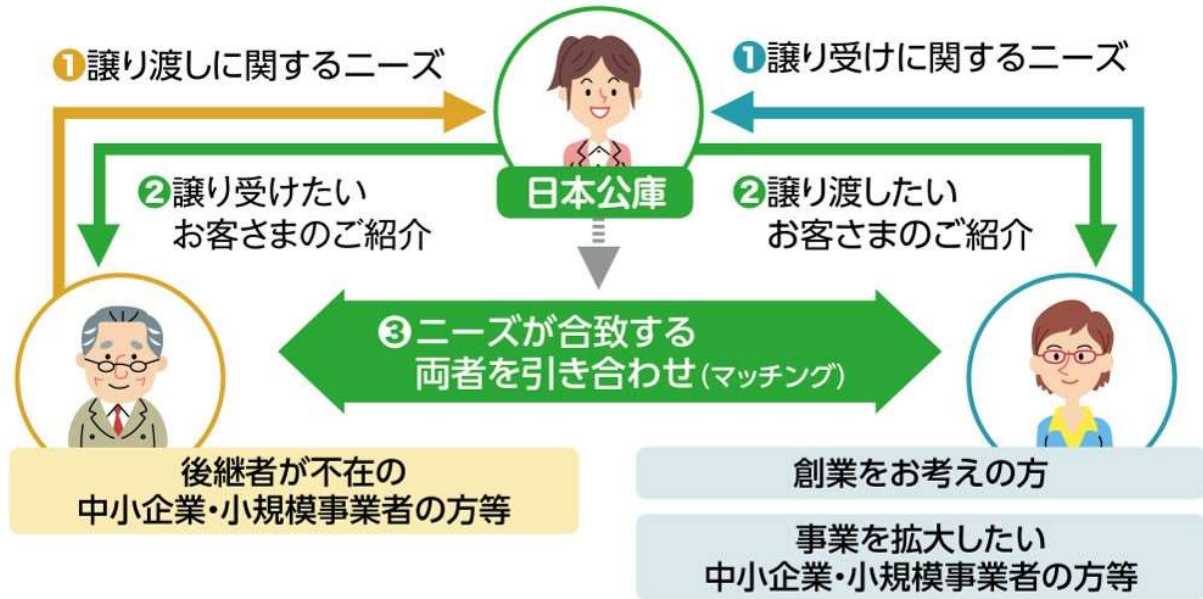 ❶譲り渡しに関するニーズ
❶譲り受けに関するニーズ
日本公庫
❷譲り受けたい
お客さまのご紹介
❷譲り渡したい
お客さまのご紹介
❸ニーズが合致する
両者を引き合わせ(マッチング)
後継者が不在の
中小企業・小規模事業者の方等
創業をお考えの方
事業を拡大したい
中小企業・小規模事業者の方等